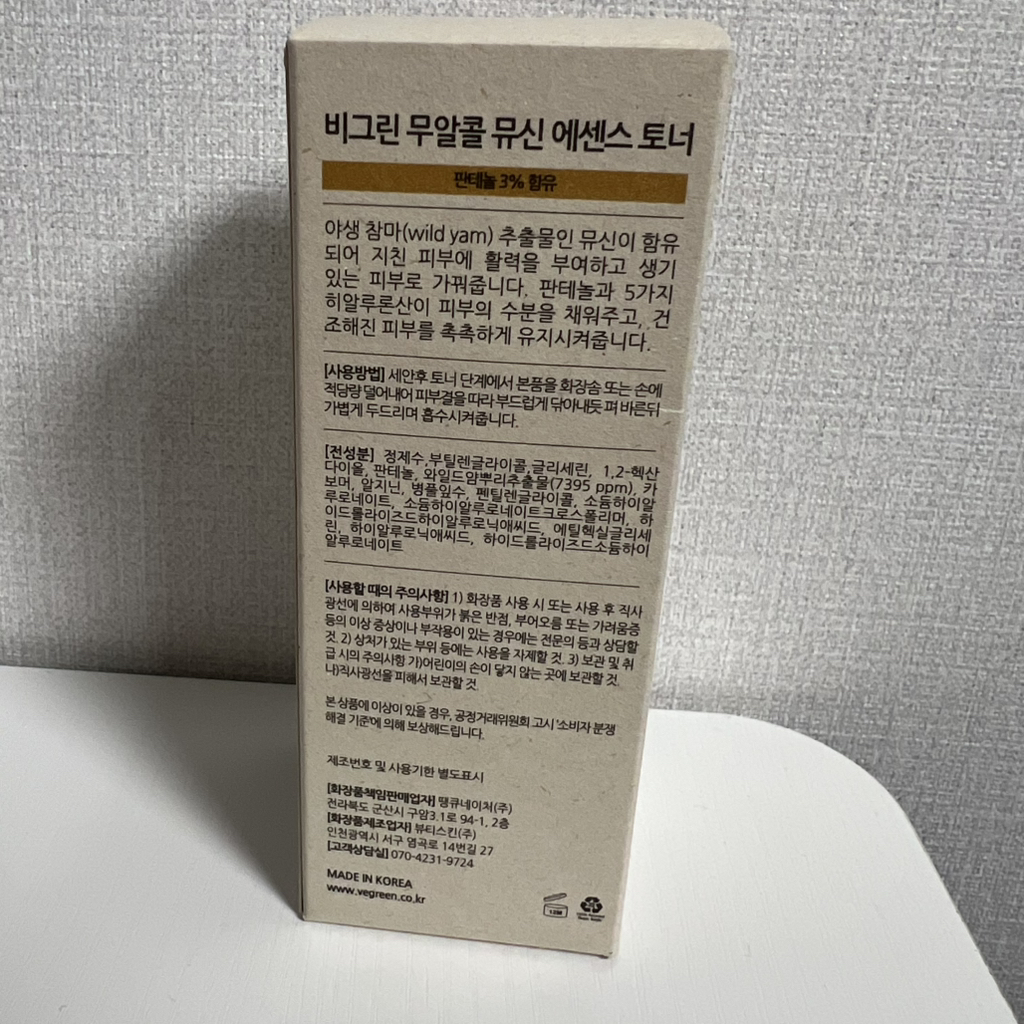 비그린 무알콜 뮤신 에센스 토너
판테놀 3% 함유
야생 참마(wild yam) 추출물인 뮤신이 함유
되어 지친 피부에 활력을 부여하고 생기
있는 피부로 가꿔줍니다. 판테놀과 5가지
히알루론산이 피부의 수분을 채워주고, 건
조해진 피부를 촉촉하게 유지시켜줍니다.
[사용방법] 세안후 토너 단계에서 본품을 화장솜 또는 손에
적당량 덜어내어 피부결을 따라 부드럽게 닦아내듯 펴 바른뒤
가볍게 두드리며 흡수시켜줍니다.
[전성분] 정제수,부틸렌글라이콜,글리세린, 1,2-헥산
다이올, 판테놀, 와일드얌뿌리추출물(7395 ppm), 카
보머, 알지닌, 병풀잎수, 펜틸렌글라이콜, 소듐하이알
루로네이트, 소듐하이알루로네이트크로스폴리머, 하
이드롤라이즈드하이알루로닉애씨드, 에틸헥실글리세
린, 하이알루로닉애씨드, 하이드롤라이즈드소듐하이
알루로네이트
[사용할 때의 주의사항] 1) 화장품 사용 시 또는 사용 후 직사
광선에 의하여 사용부위가 붉은 반점, 부어오름 또는 가려움증
등의 이상 증상이나 부작용이 있는 경우에는 전문의 등과 상담할
것. 2) 상처가 있는 부위 등에는 사용을 자제할 것. 3) 보관 및 취
급 시의 주의사항 가)어린이의 손이 닿지 않는 곳에 보관할 것.
나)직사광선을 피해서 보관할 것.
본 상품에 이상이 있을 경우, 공정거래위원회 고시 '소비자 분쟁
해결 기준'에 의해 보상해드립니다.
제조번호 및 사용기한 별도표시
[화장품책임판매업자] 땡큐네이처(주)
전라북도 군산시 구암3.1로 94-1, 2층
[화장품제조업자] 뷰티스킨(주)
인천광역시 서구 염곡로 14번길 27
[고객상담실] 070-4231-9724
MADE IN KOREA
www.vegreen.co.kr
12M